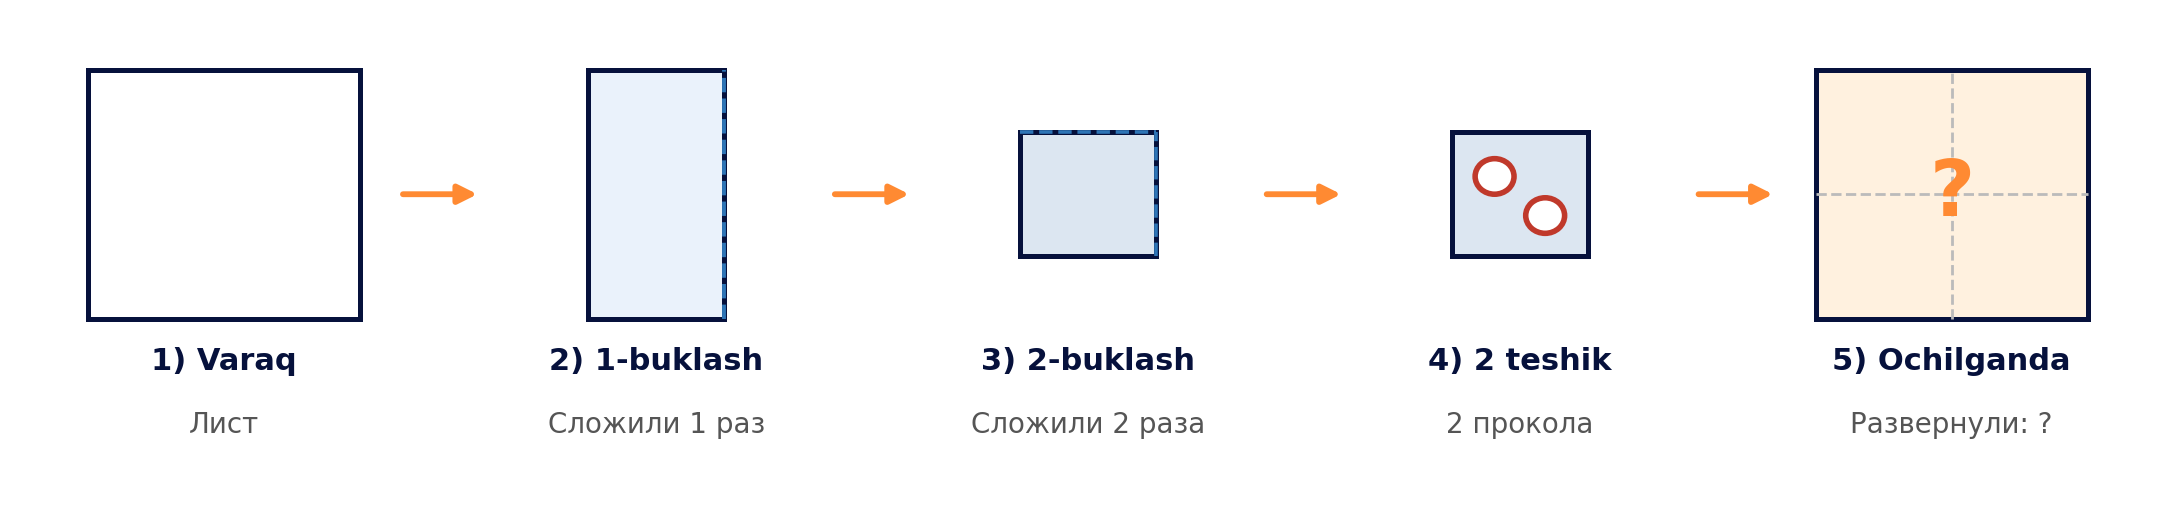 ?
1) Varaq
2) 1-buklash
3) 2-buklash
4) 2 teshik
5) Ochilganda
Лист
Сложили 1 раз
Сложили 2 раза
2 прокола
Развернули: ?